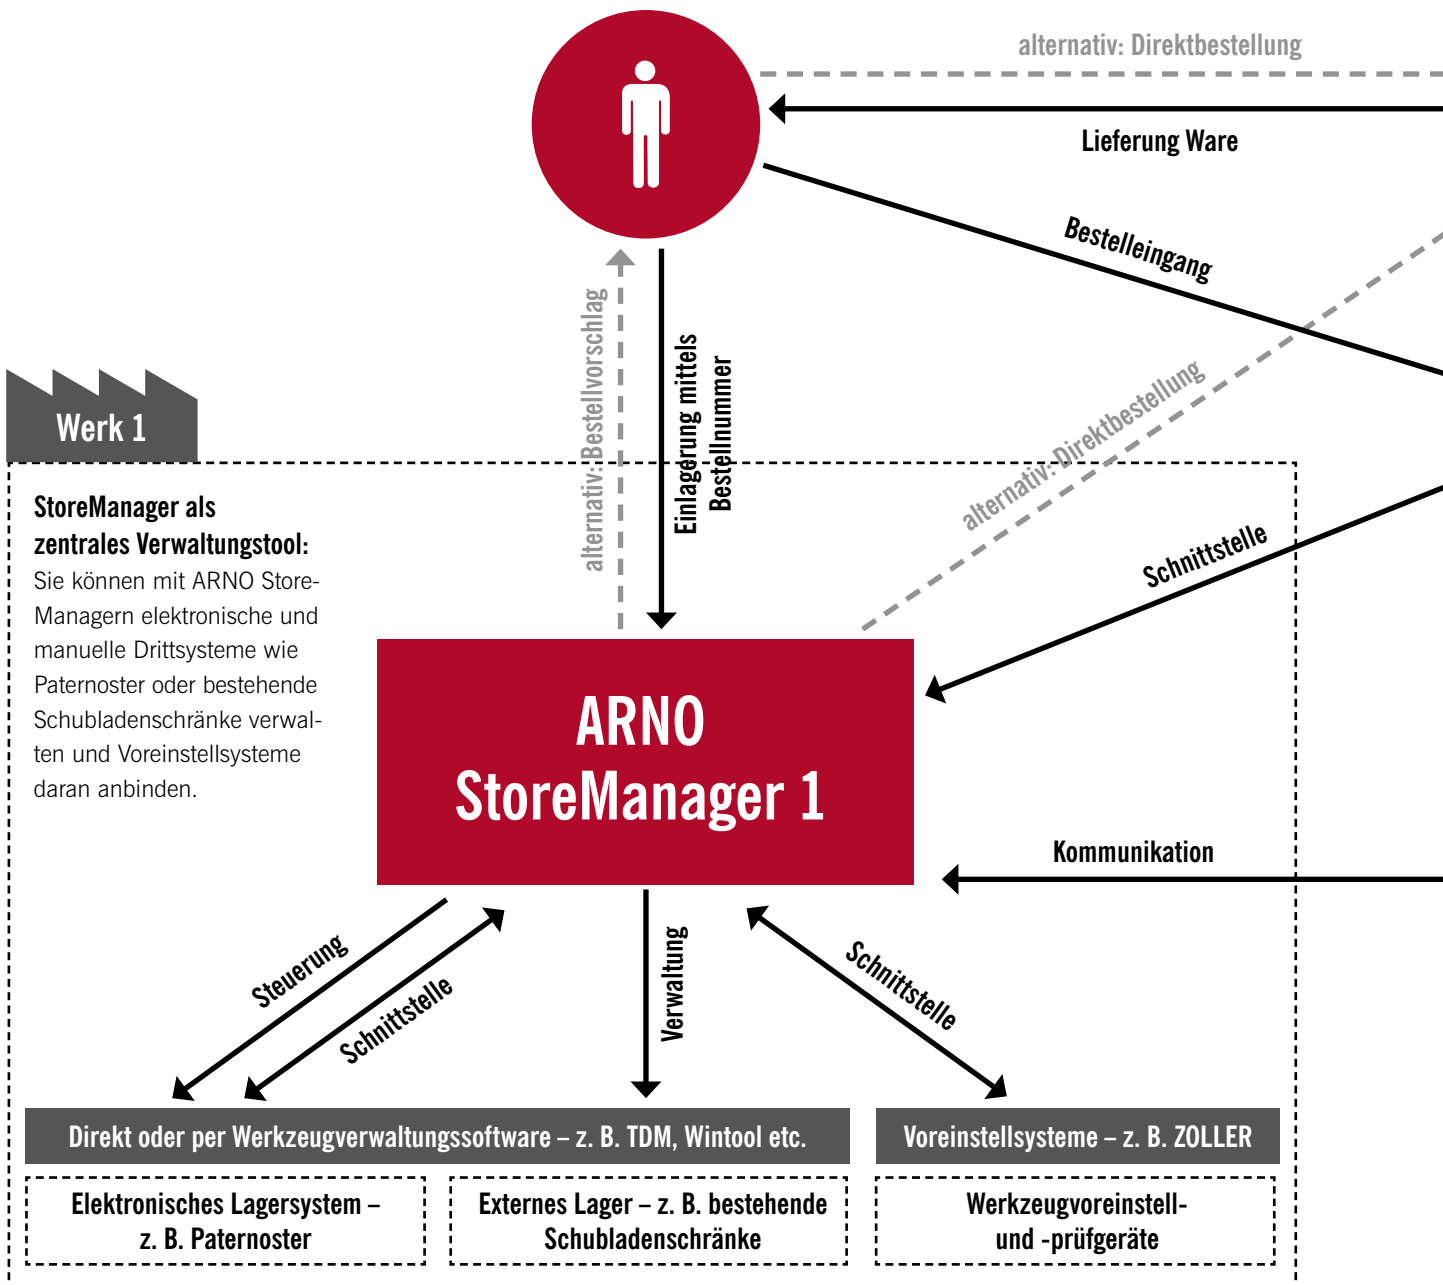 alternativ: Direktbestellung
Lieferung Ware
Bestelleingang
alternativ: Bestellvorschlag
Einlagerung mittels
Bestellnummer
alternativ: Direktbestellung
Schnittstelle
Werk 1
StoreManager als
zentrales Verwaltungstool:
Sie können mit ARNO Store-
Managern elektronische und
manuelle Drittsysteme wie
Paternoster oder bestehende
Schubladenschränke verwal-
ten und Voreinstellsysteme
daran anbinden.
ARNO
StoreManager 1
Kommunikation
Steuerung
Schnittstelle
Verwaltung
Schnittstelle
Direkt oder per Werkzeugverwaltungssoftware – z. B. TDM, Wintool etc.
Voreinstellsysteme – z. B. ZOLLER
Elektronisches Lagersystem –
z. B. Paternoster
Externes Lager – z. B. bestehende
Schubladenschränke
Werkzeugvoreinstell-
und -prüfgeräte